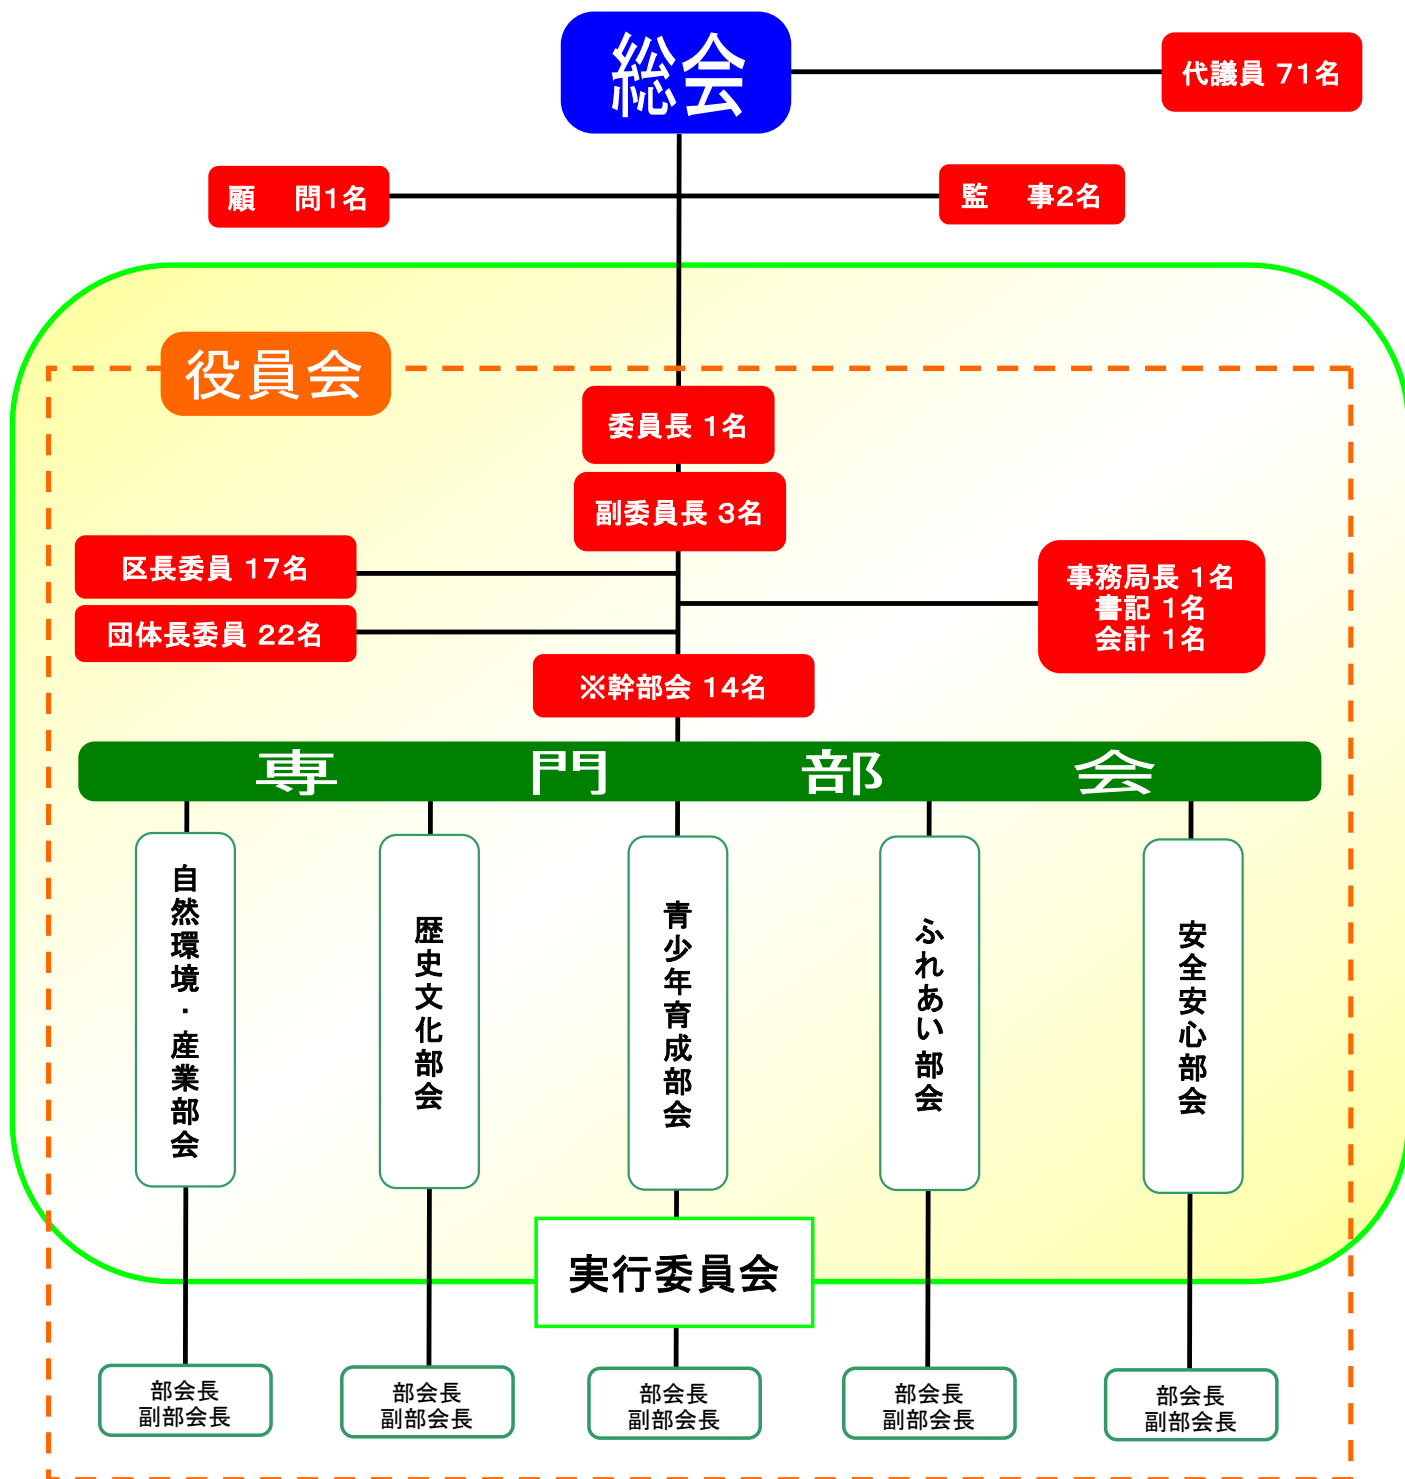 総会
代議員 71名
顧　問1名
監　事2名
役員会
委員長 1名
副委員長 3名
区長委員 17名
団体長委員 22名
事務局長 1名
書記 1名
会計 1名
※幹部会 14名
専門部会
自然環境・産業部会
歴史文化部会
青少年育成部会
ふれあい部会
安全安心部会
実行委員会
部会長
副部会長
部会長
副部会長
部会長
副部会長
部会長
副部会長
部会長
副部会長